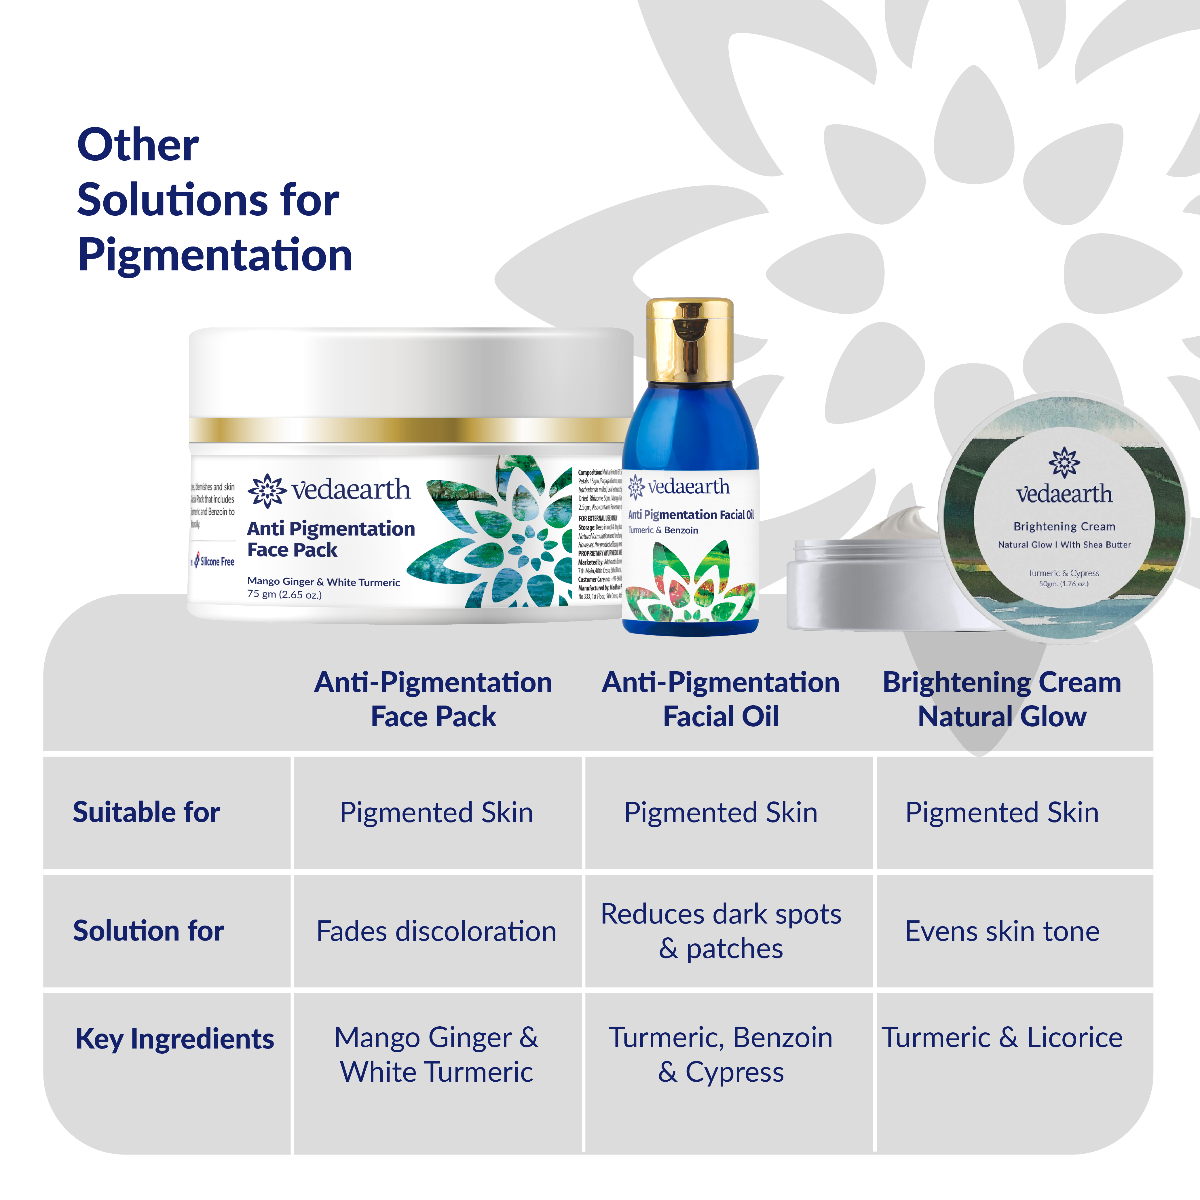 Other
Solutions for
Pigmentation
vedaearth
Anti Pigmentation
Face Pack
Mango Ginger & White Turmeric
75 gm (2.65 oz.)
Silicone Free
vedaearth
Anti Pigmentation Facial Oil
Turmeric & Benzoin
vedaearth
Brightening Cream
Natural Glow I With Shea Butter
Turmeric & Cypress
50gm. (1.76 oz.)
Anti-Pigmentation Anti-Pigmentation Brightening Cream
Face Pack Facial Oil Natural Glow
Suitable for Pigmented Skin Pigmented Skin Pigmented Skin
Solution for Fades discoloration Reduces dark spots & patches Evens skin tone
Key Ingredients Mango Ginger & Turmeric, Benzoin Turmeric & Licorice
White Turmeric & Cypress